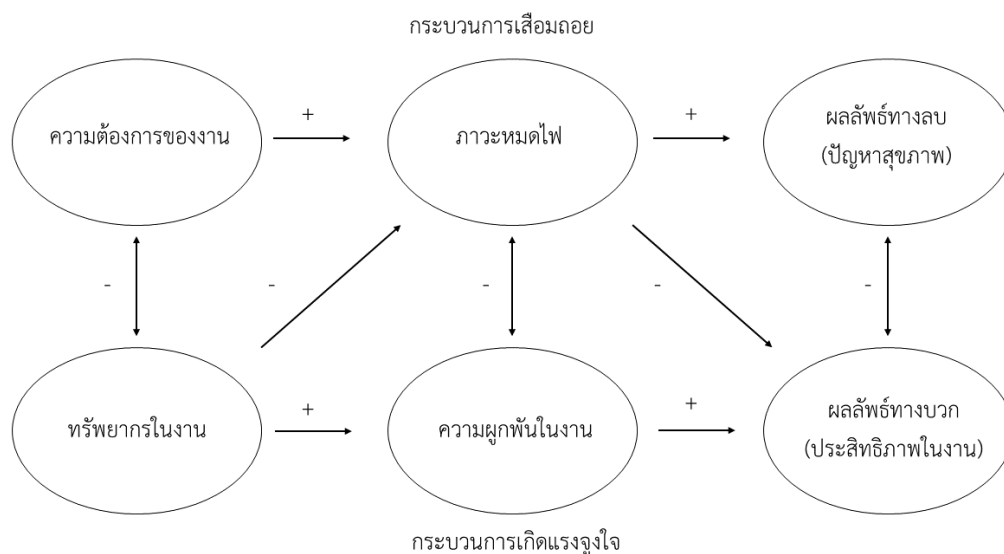 กระบวนการเสื่อมถอย
ความต้องการของงาน
+
ภาวะหมดไฟ
+
ผลลัพธ์ทางลบ
(ปัญหาสุขภาพ)
-
-
-
-
-
ทรัพยากรในงาน
+
ความผูกพันในงาน
+
ผลลัพธ์ทางบวก
(ประสิทธิภาพในงาน)
กระบวนการเกิดแรงจูงใจ